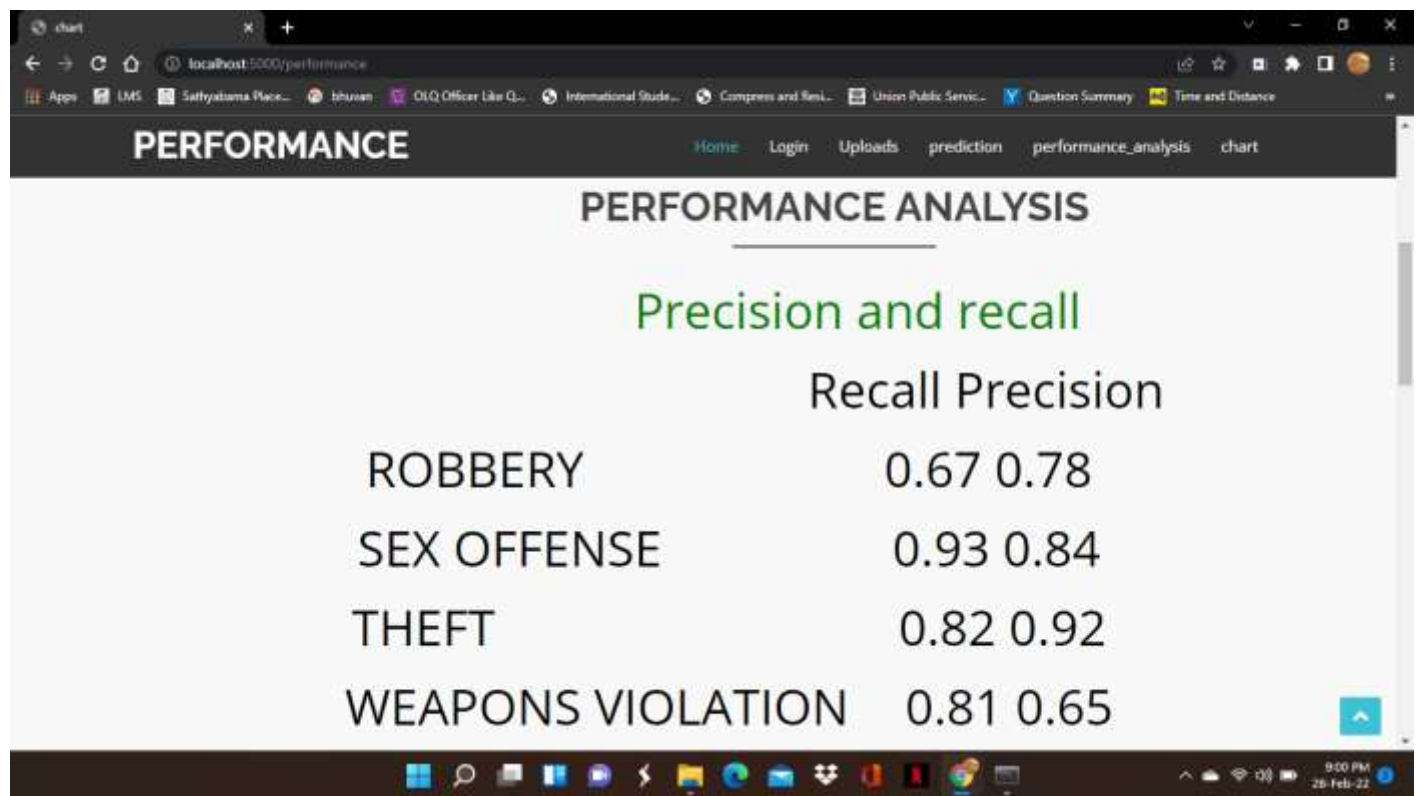 chart
localhost:5000/performance
Apps LMS Sathyabama Place... bhuvan OLQ Officer Like Q... International Stude... Compress and Resi... Union Public Servic... Question Summary Time and Distance
PERFORMANCE Home Login Uploads prediction performance_analysis chart
PERFORMANCE ANALYSIS
Precision and recall
Recall Precision
ROBBERY 0.67 0.78
SEX OFFENSE 0.93 0.84
THEFT 0.82 0.92
WEAPONS VIOLATION 0.81 0.65
9:00 PM
26-Feb-22